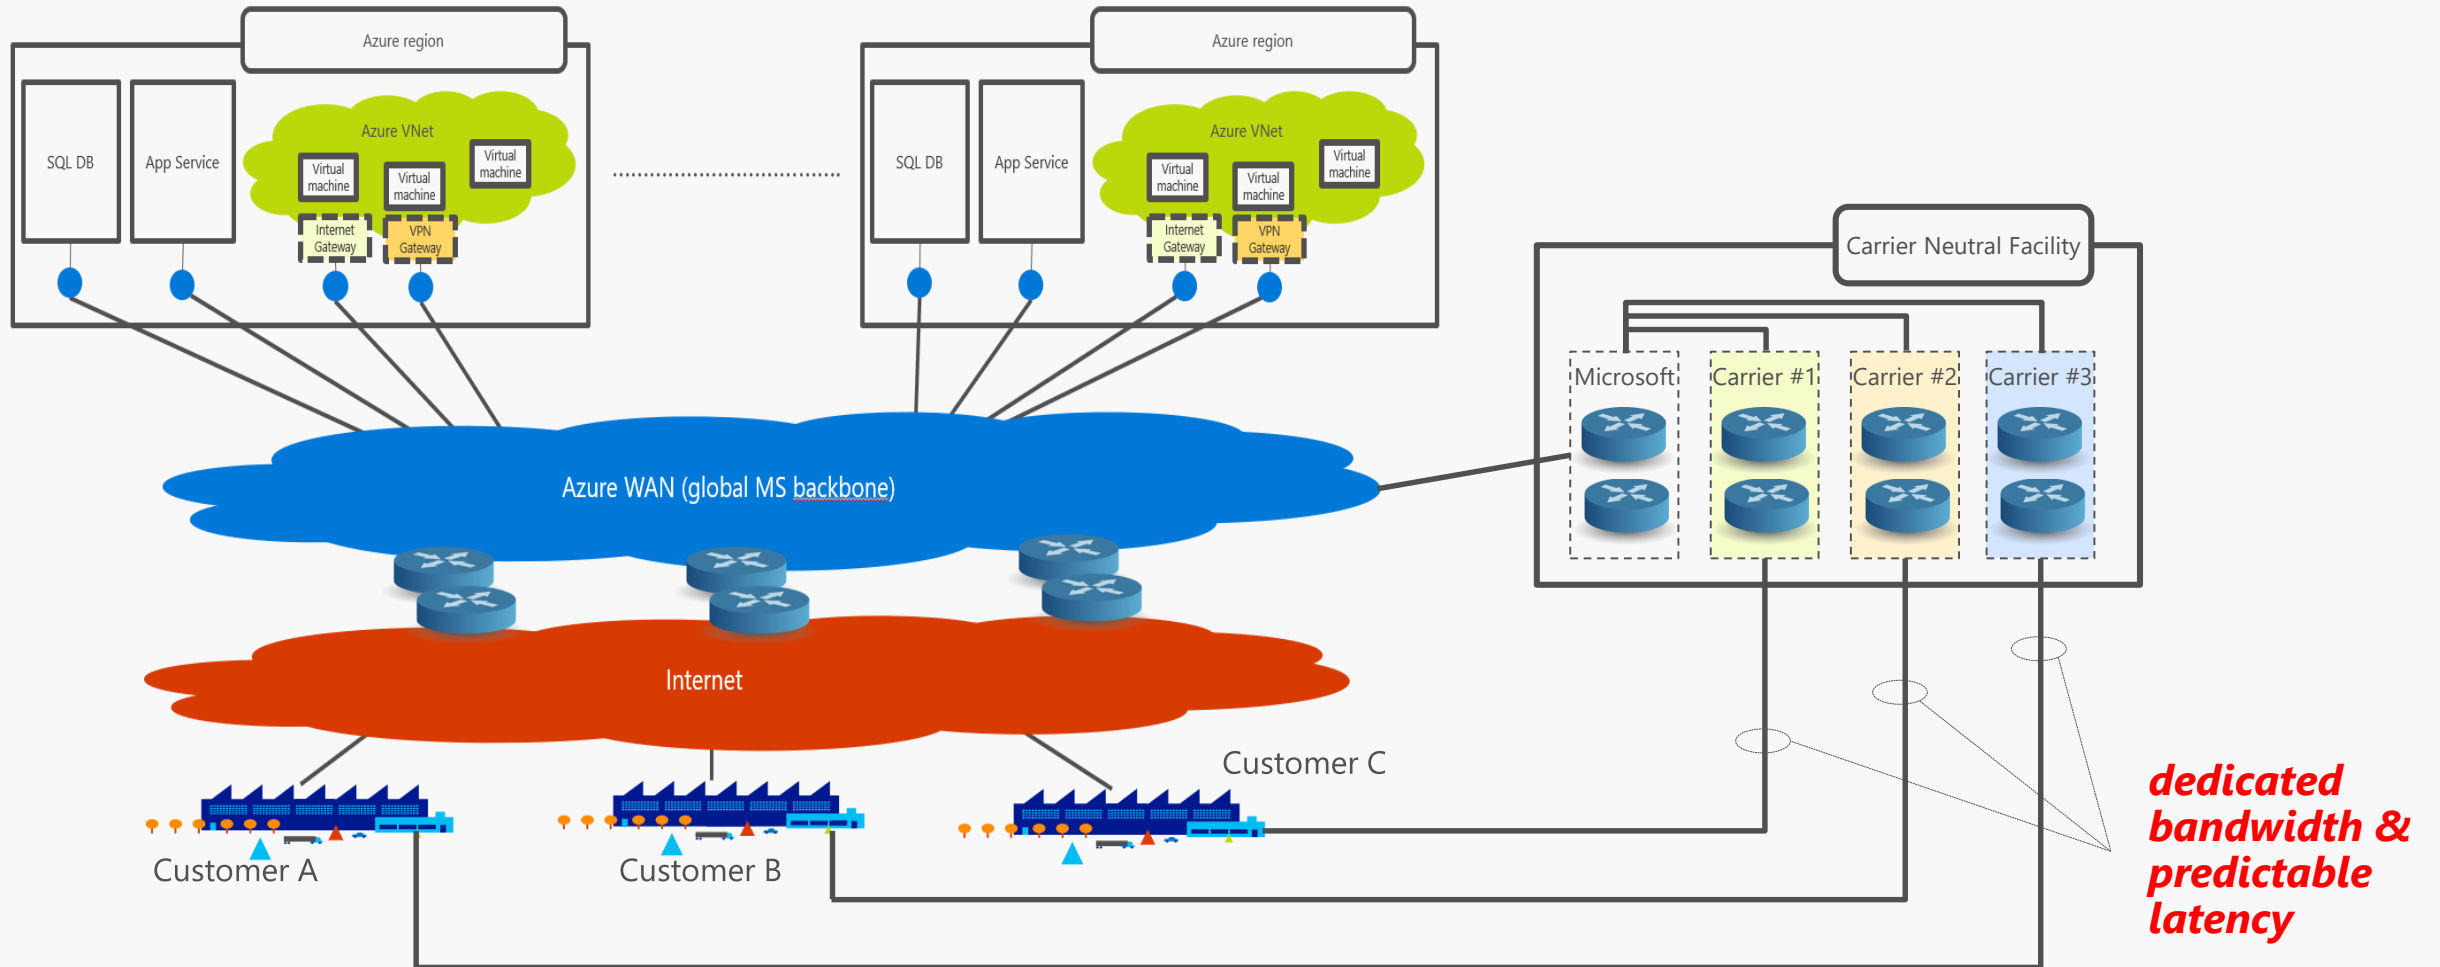 Azure region
SQL DB
App Service
Azure VNet
Virtual
machine
Virtual
machine
Virtual
machine
Internet
Gateway
VPN
Gateway
Azure region
SQL DB
App Service
Azure VNet
Virtual
machine
Virtual
machine
Virtual
machine
Internet
Gateway
VPN
Gateway
Carrier Neutral Facility
Microsoft
Carrier #1
Carrier #2
Carrier #3
Azure WAN (global MS backbone)
Internet
Customer A
Customer B
Customer C
dedicated
bandwidth &
predictable
latency